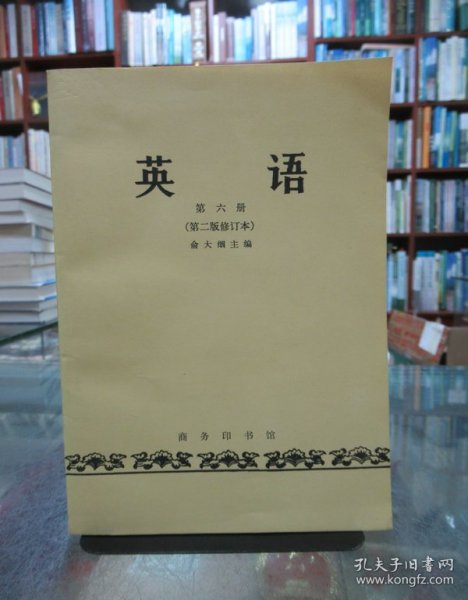 英 语
第 六 册
(第二版修订本)
俞大絪主编
商 务 印 书 馆
孔夫子旧书网
www.kongfz.com